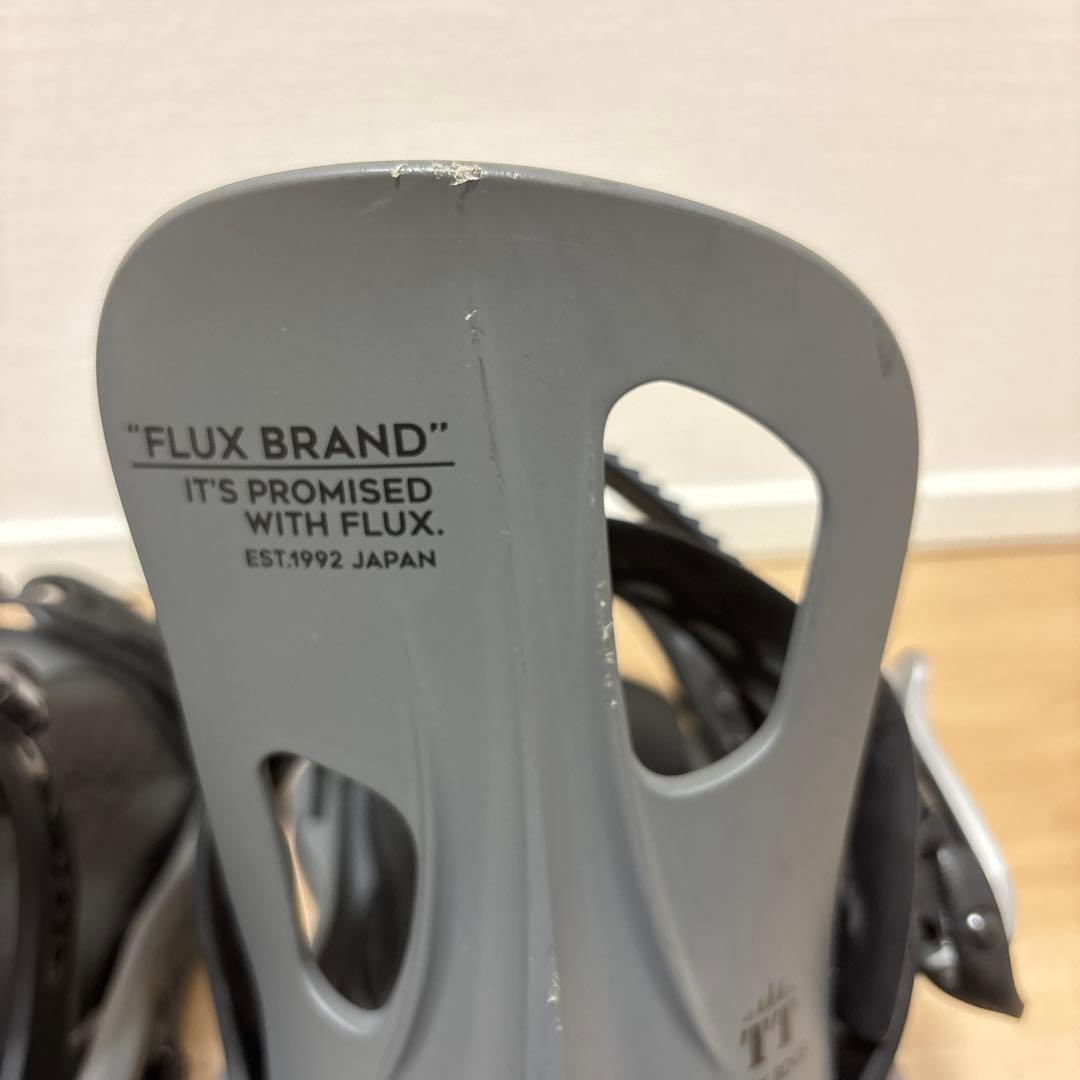 "FLUX BRAND"
IT'S PROMISED
WITH FLUX.
EST.1992 JAPAN
TT